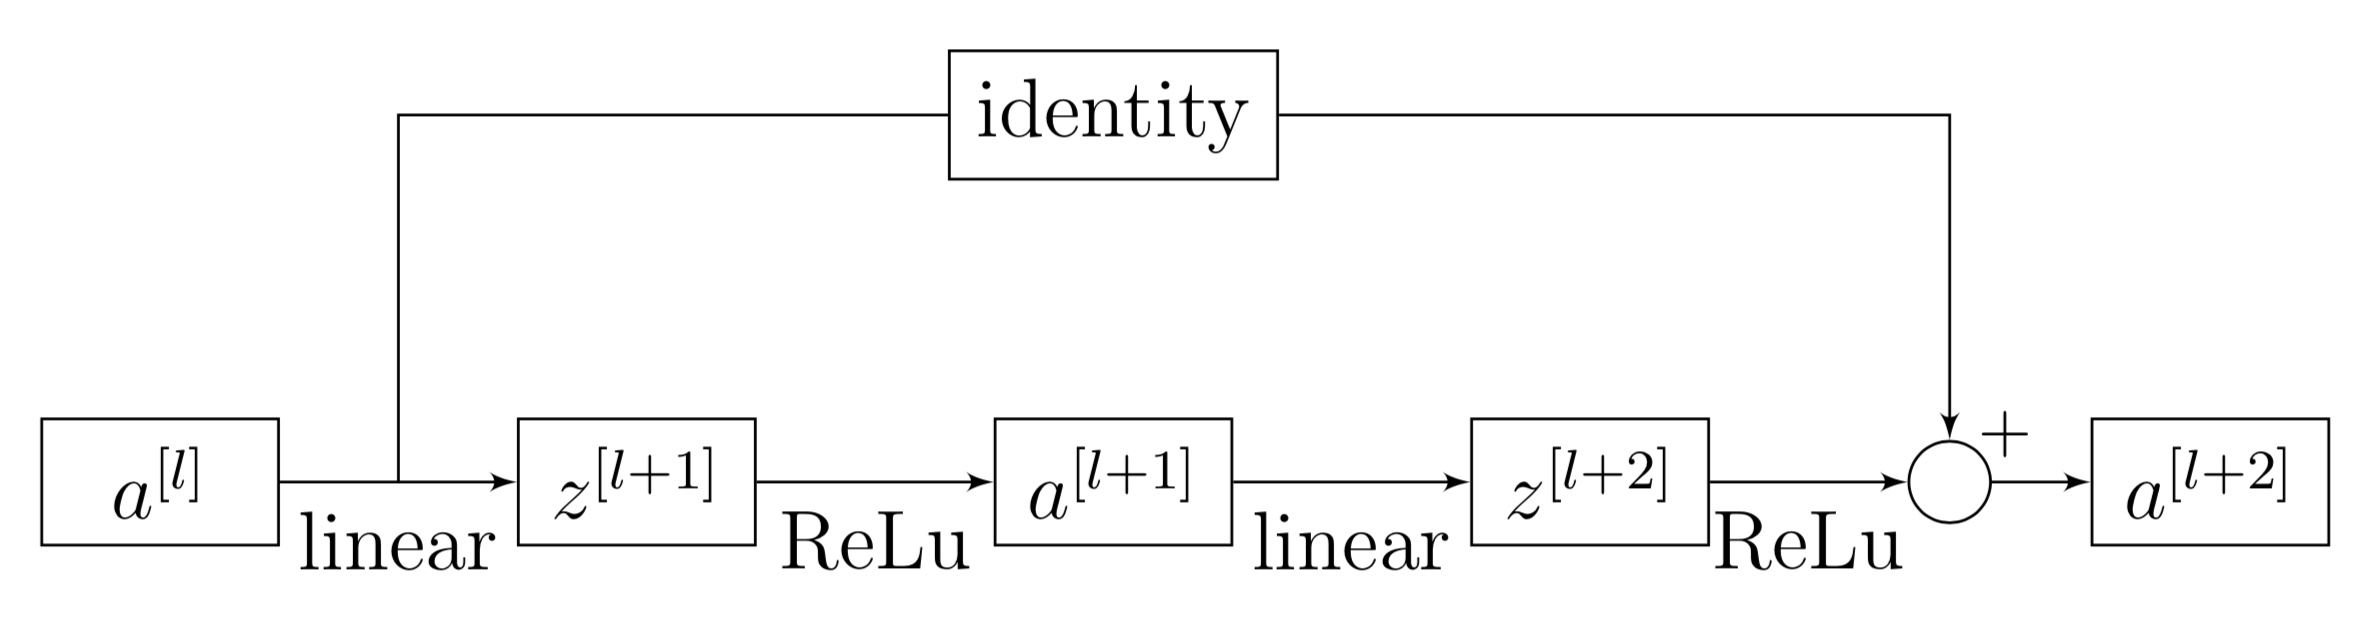 identity
a^{[l]} z^{[l+1]} a^{[l+1]} z^{[l+2]} + a^{[l+2]}
linear ReLu linear ReLu